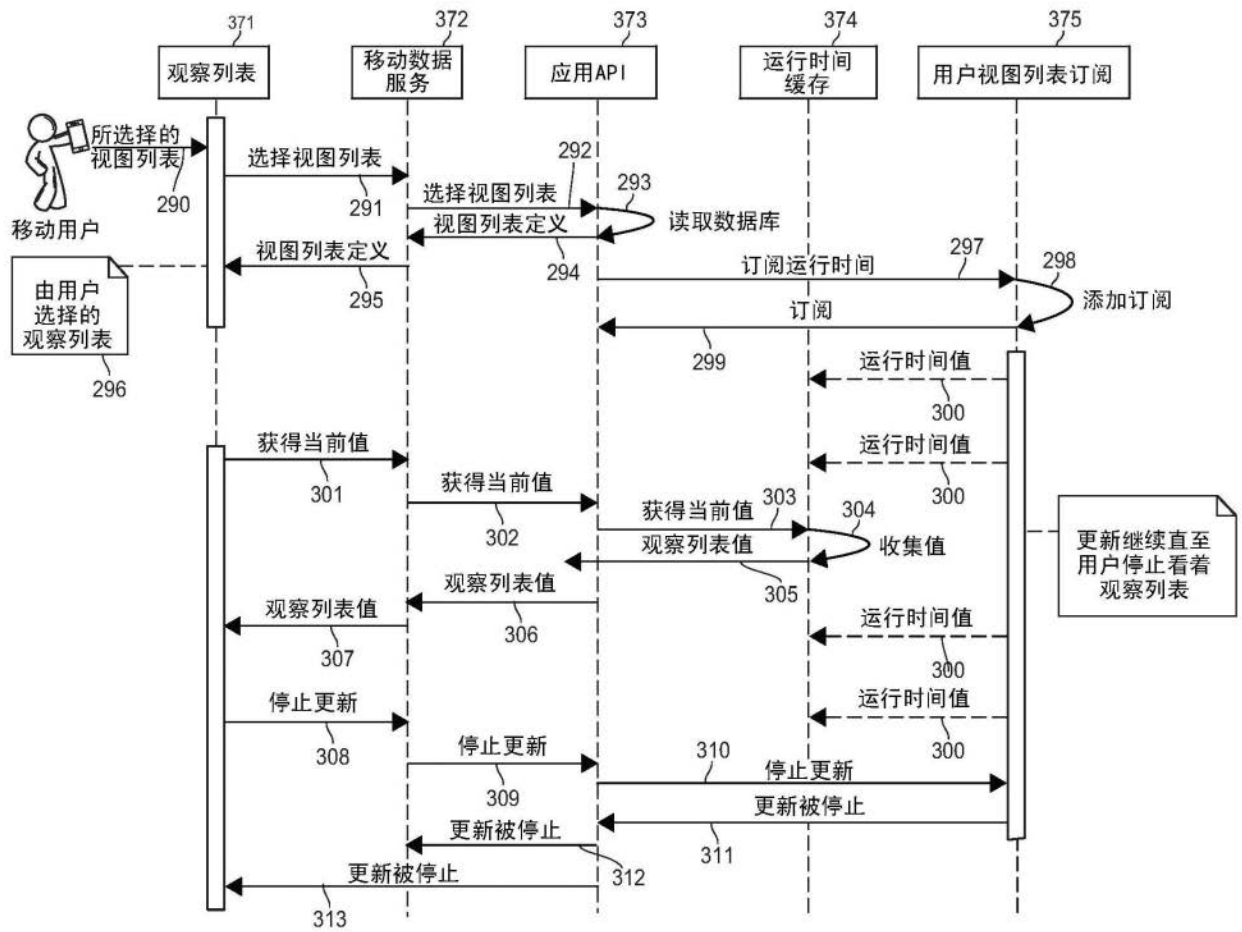 371
372
373
374
375
观察列表
移动数据
服务
应用API
运行时间
缓存
用户视图列表订阅
所选择的
视图列表
290
移动用户
选择视图列表
291
选择视图列表
292
293
读取数据库
视图列表定义
294
视图列表定义
295
由用户
选择的
观察列表
296
订阅运行时间
297
298
添加订阅
订阅
299
运行时间值
300
获得当前值
301
运行时间值
300
获得当前值
302
获得当前值
303
304
收集值
观察列表值
305
更新继续直至
用户停止看着
观察列表
观察列表值
306
观察列表值
307
运行时间值
300
停止更新
308
运行时间值
300
停止更新
309
310
停止更新
更新被停止
311
更新被停止
312
更新被停止
313